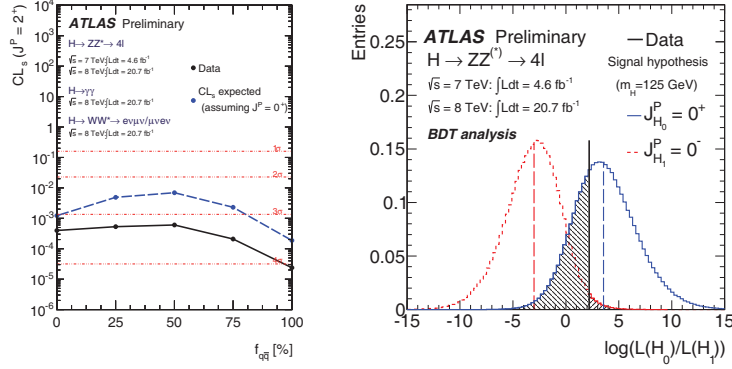 CLs (J^P = 2⁺)
10⁴
10³
10²
10
1
10⁻¹
10⁻²
10⁻³
10⁻⁴
10⁻⁵
10⁻⁶
ATLAS Preliminary
H→ZZ*→4l
√s = 7 TeV∫Ldt = 4.6 fb⁻¹
√s = 8 TeV∫Ldt = 20.7 fb⁻¹
H→γγ
√s = 8 TeV∫Ldt = 20.7 fb⁻¹
H→WW*→eνμν/μνeν
√s = 8 TeV∫Ldt = 20.7 fb⁻¹
Data
CLs expected
(assuming J^P = 0⁺)
1σ
2σ
3σ
4σ
0 25 50 75 100
f_qq̄ [%]
Entries
0.25
0.2
0.15
0.1
0.05
0
ATLAS Preliminary
H → ZZ(*) → 4l
√s = 7 TeV: ∫Ldt = 4.6 fb⁻¹
√s = 8 TeV: ∫Ldt = 20.7 fb⁻¹
BDT analysis
Data
Signal hypothesis
(m_H=125 GeV)
J^P_H₀ = 0⁺
J^P_H₁ = 0⁻
-15 -10 -5 0 5 10 15
log(L(H₀)/L(H₁))